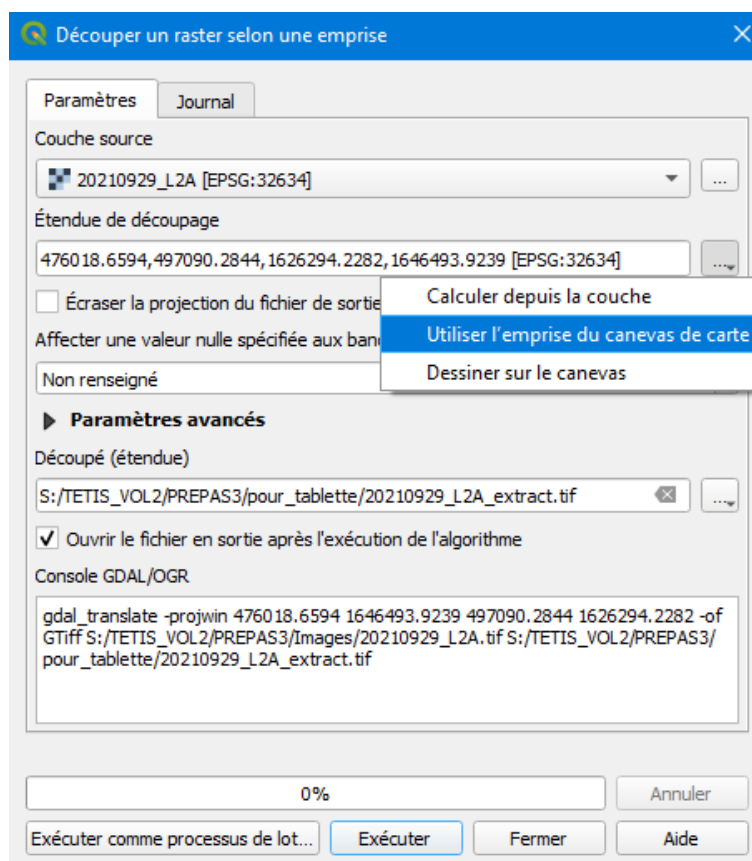 Découper un raster selon une emprise
Paramètres
Journal
Couche source
20210929_L2A [EPSG:32634]
...
Étendue de découpage
476018.6594,497090.2844,1626294.2282,1646493.9239 [EPSG:32634]
...
Calculer depuis la couche
Écraser la projection du fichier de sortie
Utiliser l'emprise du canevas de carte
Affecter une valeur nulle spécifiée aux
Dessiner sur le canevas
Non renseigné
Paramètres avancés
Découpé (étendue)
S:/TETIS_VOL2/PREPAS3/pour_tablette/20210929_L2A_extract.tif
...
Ouvrir le fichier en sortie après l'exécution de l'algorithme
Console GDAL/OGR
gdal_translate -projwin 476018.6594 1646493.9239 497090.2844 1626294.2282 -of
GTiff S:/TETIS_VOL2/PREPAS3/Images/20210929_L2A.tif S:/TETIS_VOL2/PREPAS3/
pour_tablette/20210929_L2A_extract.tif
0%
Annuler
Exécuter comme processus de lot...
Exécuter
Fermer
Aide